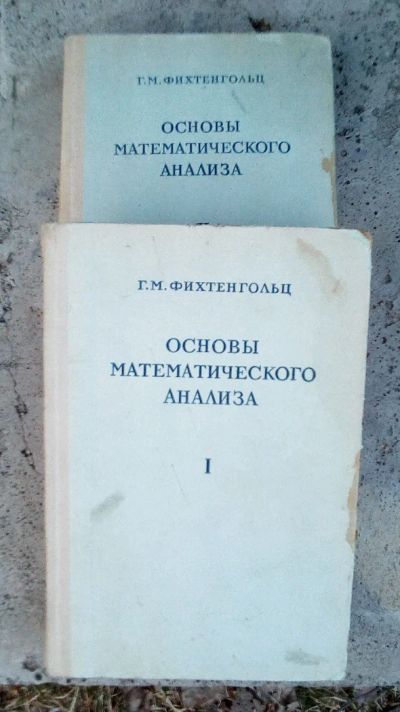 Г.М. ФИХТЕНГОЛЬЦ
ОСНОВЫ
МАТЕМАТИЧЕСКОГО
АНАЛИЗА
Г.М. ФИХТЕНГОЛЬЦ
ОСНОВЫ
МАТЕМАТИЧЕСКОГО
АНАЛИЗА
I